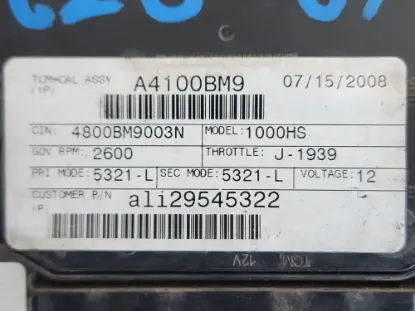 TCM+CAL ASSY A4100BM9 07/15/2008
(1P)
CIN: 4800BM9003N MODEL: 1000HS
GOV RPM: 2600 THROTTLE: J-1939
PRI MODE: 5321-L SEC MODE: 5321-L VOLTAGE: 12
CUSTOMER P/N ali29545322
TCM, 12V